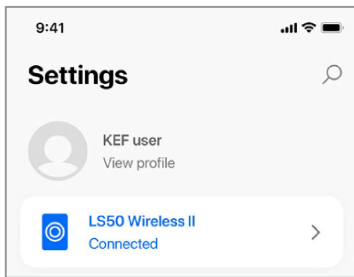 9:41
Settings
KEF user
View profile
LS50 Wireless II
Connected